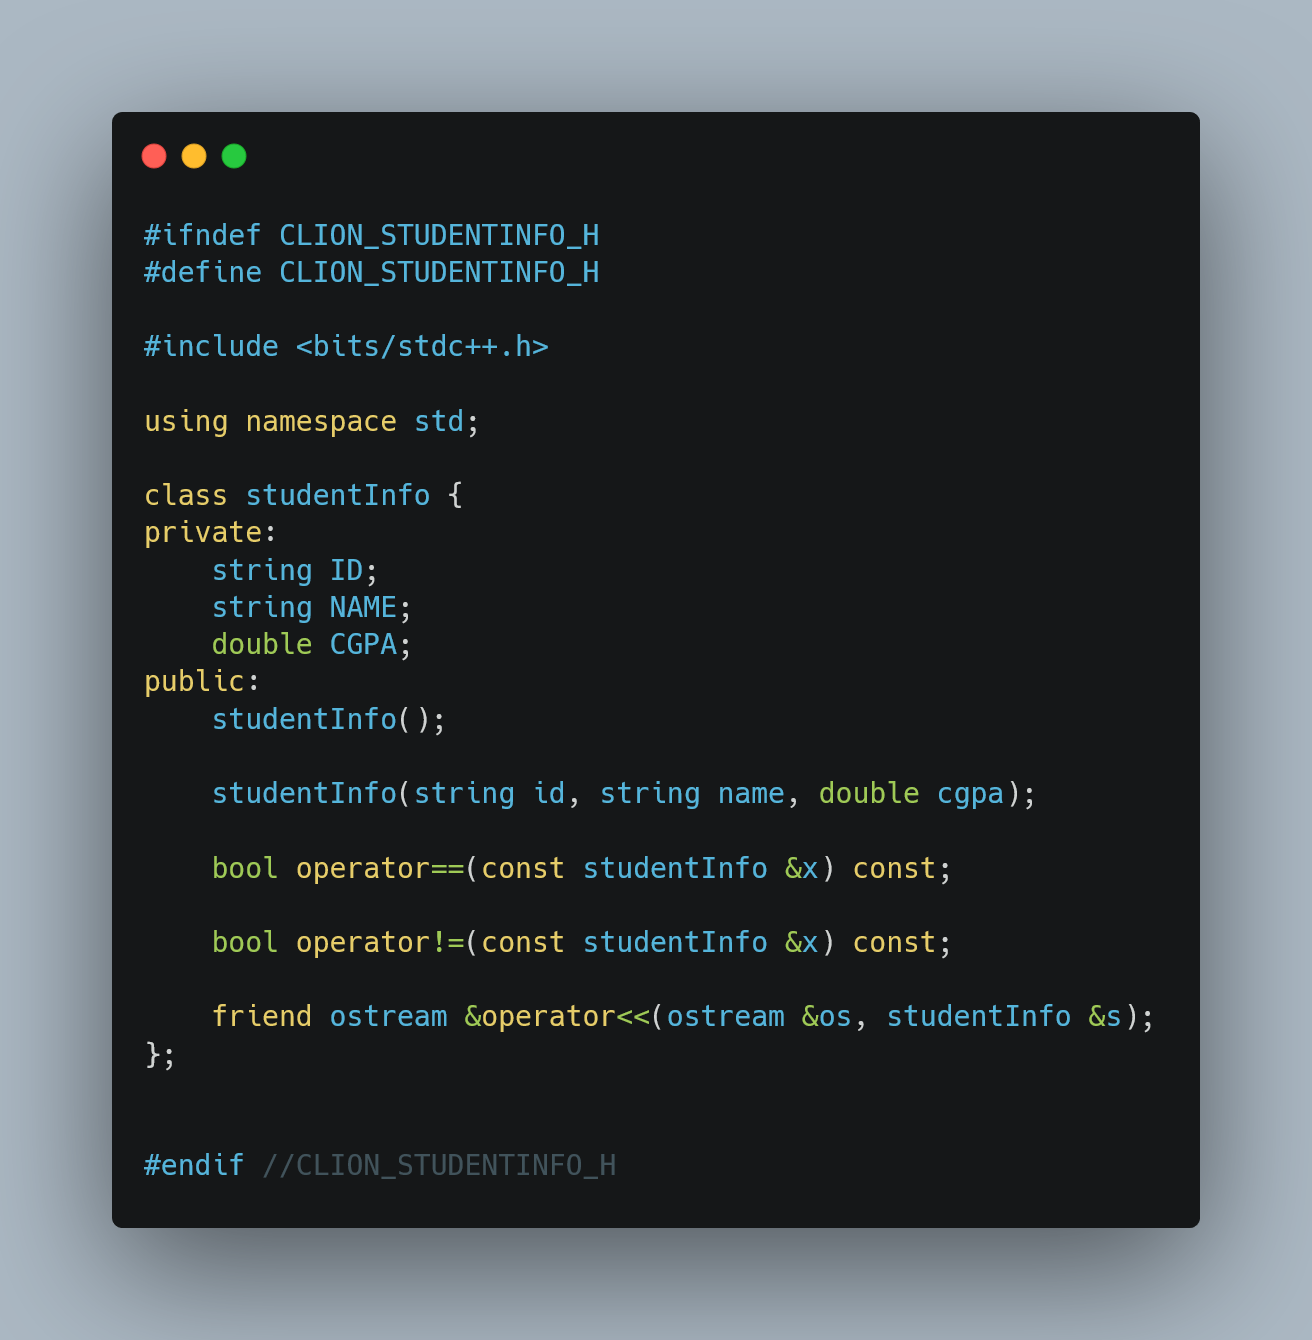 #ifndef CLION_STUDENTINFO_H
#define CLION_STUDENTINFO_H

#include <bits/stdc++.h>

using namespace std;

class studentInfo {
private:
    string ID;
    string NAME;
    double CGPA;
public:
    studentInfo();

    studentInfo(string id, string name, double cgpa);

    bool operator==(const studentInfo &x) const;

    bool operator!=(const studentInfo &x) const;

    friend ostream &operator<<(ostream &os, studentInfo &s);
};


#endif //CLION_STUDENTINFO_H